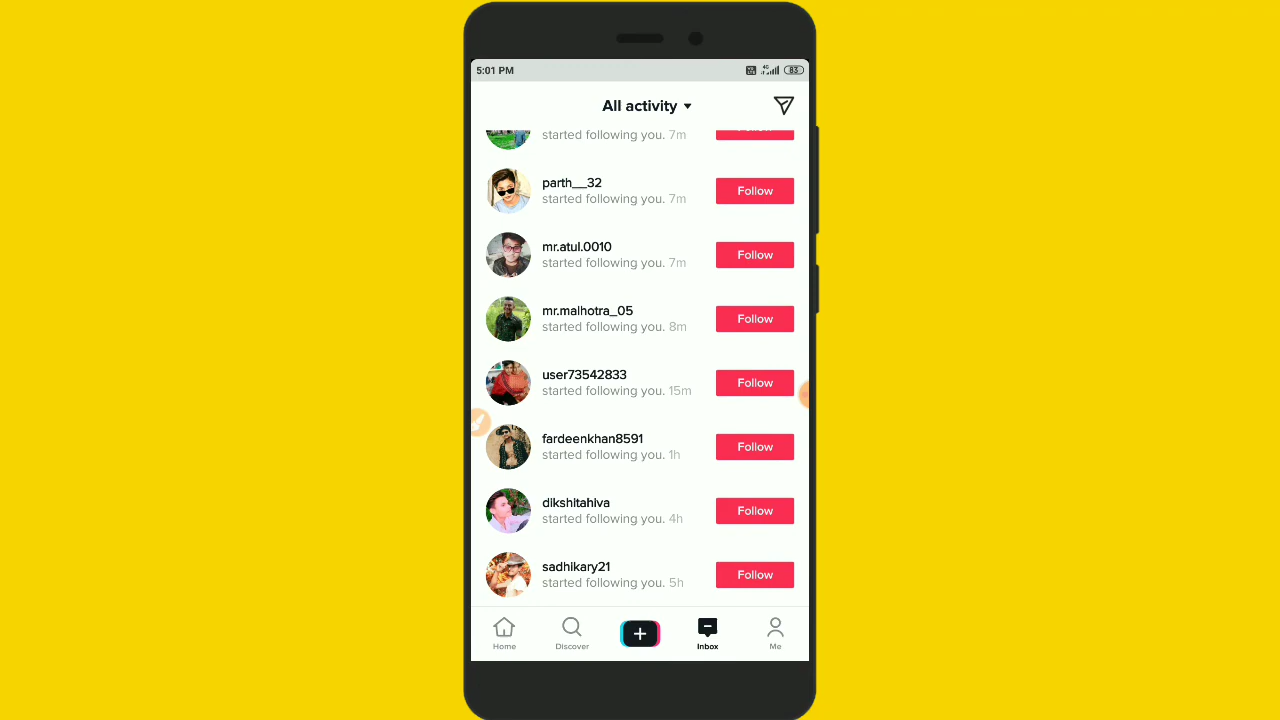 5:01 PM
4G
83
All activity
started following you. 7m
parth__32
started following you. 7m
Follow
mr.atul.0010
started following you. 7m
Follow
mr.malhotra_05
started following you. 8m
Follow
user73542833
started following you. 15m
Follow
fardeenkhan8591
started following you. 1h
Follow
dikshitahiva
started following you. 4h
Follow
sadhikary21
started following you. 5h
Follow
Home
Discover
Inbox
Me